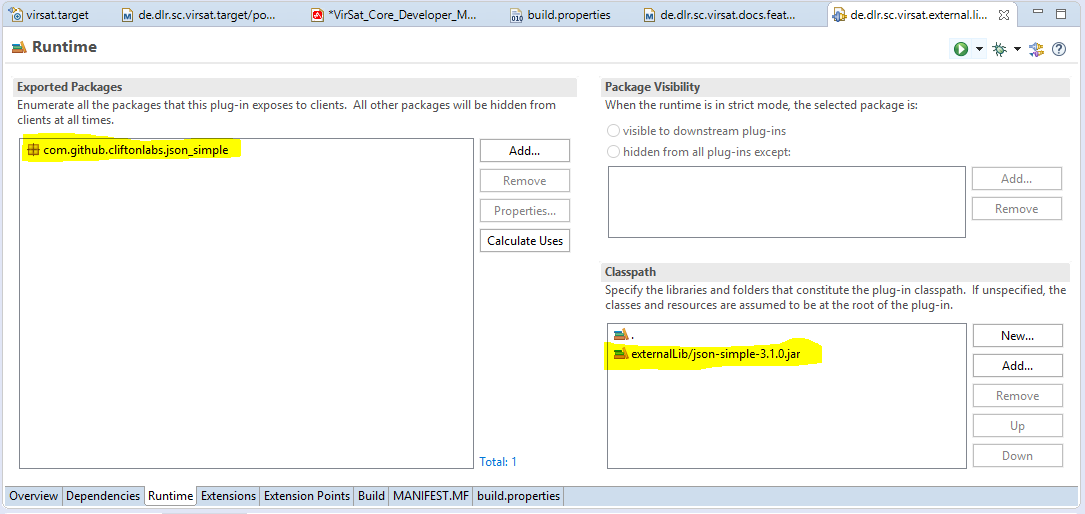 virsat.target
de.dlr.sc.virsat.target/po...
*VirSat_Core_Developer_M...
build.properties
de.dlr.sc.virsat.docs.feat...
de.dlr.sc.virsat.external.li...
Runtime
Exported Packages
Enumerate all the packages that this plug-in exposes to clients. All other packages will be hidden from
clients at all times.
com.github.cliftonlabs.json_simple
Add...
Remove
Properties...
Calculate Uses
Total: 1
Package Visibility
When the runtime is in strict mode, the selected package is:
visible to downstream plug-ins
hidden from all plug-ins except:
Add...
Remove
Classpath
Specify the libraries and folders that constitute the plug-in classpath. If unspecified, the
classes and resources are assumed to be at the root of the plug-in.
.
externalLib/json-simple-3.1.0.jar
New...
Add...
Remove
Up
Down
Overview
Dependencies
Runtime
Extensions
Extension Points
Build
MANIFEST.MF
build.properties